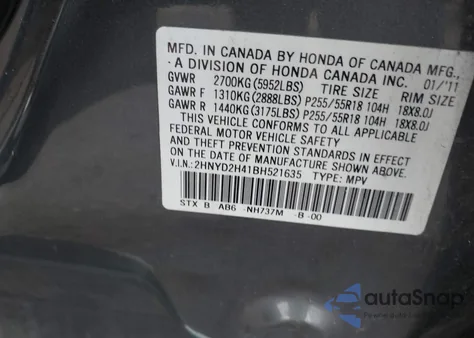 MFD. IN CANADA BY HONDA OF CANADA MFG.,
- A DIVISION OF HONDA CANADA INC. 01/'11
GVWR 2700KG(5952LBS) TIRE SIZE RIM SIZE
GAWR F 1310KG(2888LBS)P255/55R18 104H 18X8.0J
GAWR R 1440KG(3175LBS)P255/55R18 104H 18X8.0J
THIS VEHICLE CONFORMS TO ALL APPLICABLE
FEDERAL MOTOR VEHICLE SAFETY
AND THEFT PREVENTION STANDARDS IN EFFECT
ON THE DATE OF MANUFACTURE SHOWN ABOVE.
V.I.N.:2HNYD2H41BH521635 TYPE: MPV
STX B AB6 NH737M -B -00
autoSnap
Powered by AutoBidMaster